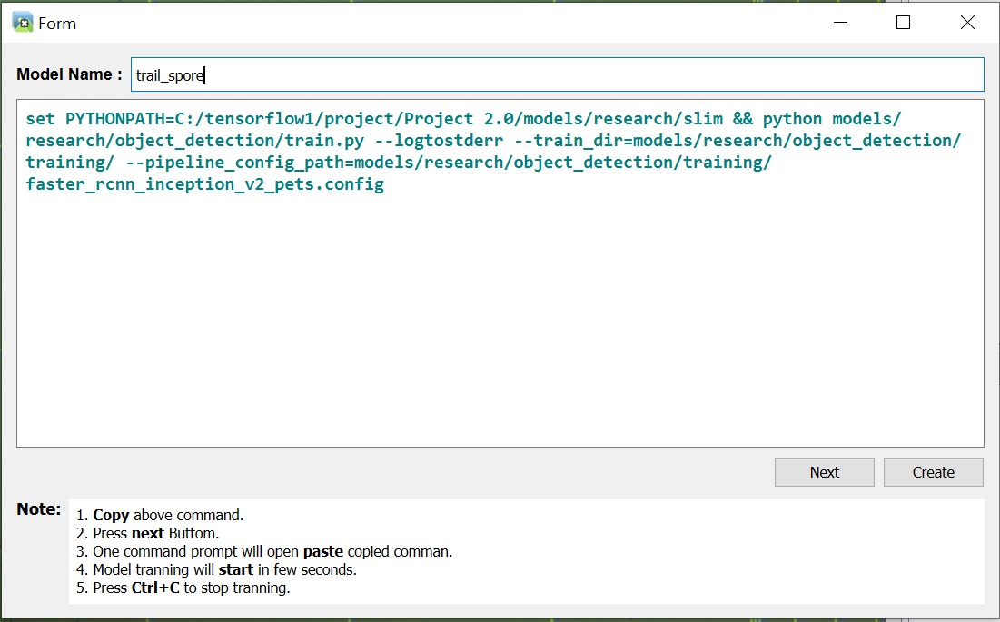 Form
Model Name :
trail_spore
set PYTHONPATH=C:/tensorflow1/project/Project 2.0/models/research/slim && python models/
research/object_detection/train.py --logtostderr --train_dir=models/research/object_detection/
training/ --pipeline_config_path=models/research/object_detection/training/
faster_rcnn_inception_v2_pets.config
Next
Create
Note:
1. Copy above command.
2. Press next Buttom.
3. One command prompt will open paste copied comman.
4. Model tranning will start in few seconds.
5. Press Ctrl+C to stop tranning.